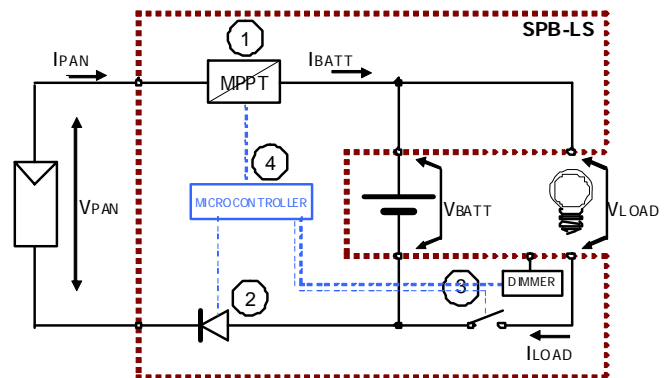 SPB-LS
1
IPAN
IBATT
MPPT
4
MICROCONTROLLER
VPAN
VBATT
VLOAD
2
3
DIMMER
ILOAD